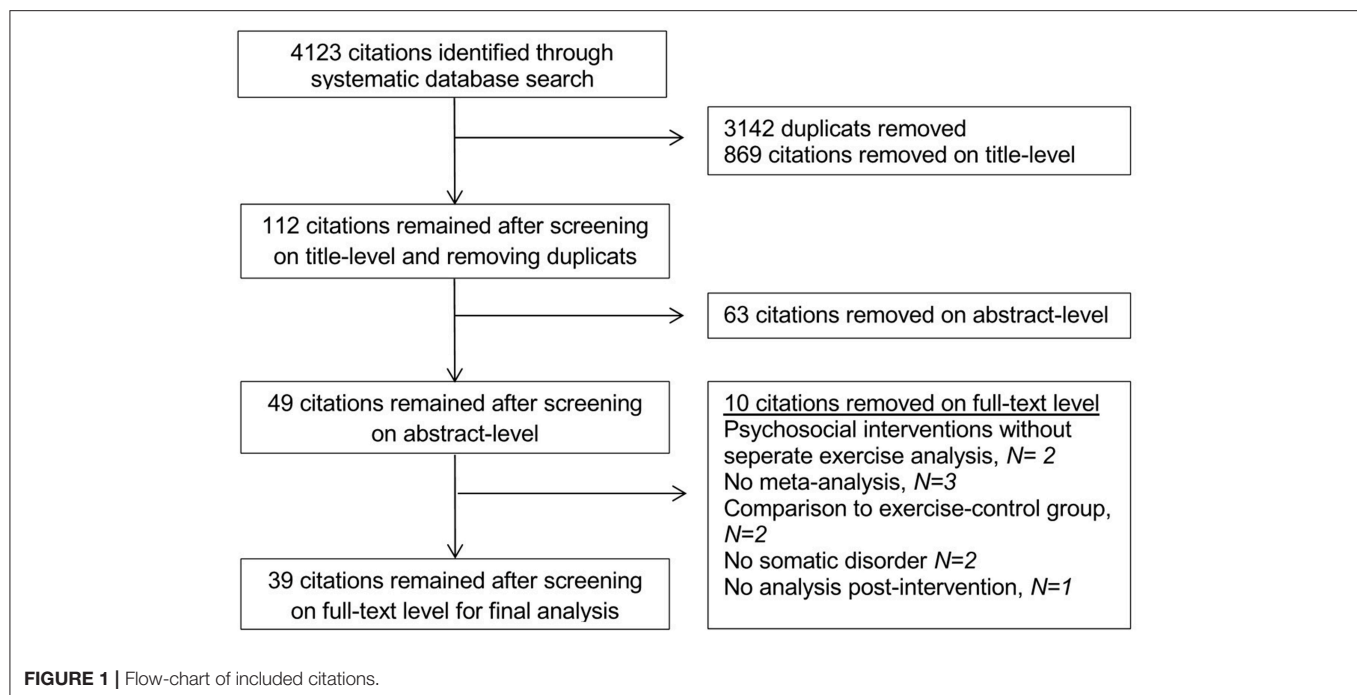 4123 citations identified through
systematic database search
3142 duplicats removed
869 citations removed on title-level
112 citations remained after screening
on title-level and removing duplicats
63 citations removed on abstract-level
49 citations remained after screening
on abstract-level
10 citations removed on full-text level
Psychosocial interventions without
seperate exercise analysis, N= 2
No meta-analysis, N=3
Comparison to exercise-control group,
N=2
No somatic disorder N=2
No analysis post-intervention, N=1
39 citations remained after screening
on full-text level for final analysis
FIGURE 1 | Flow-chart of included citations.